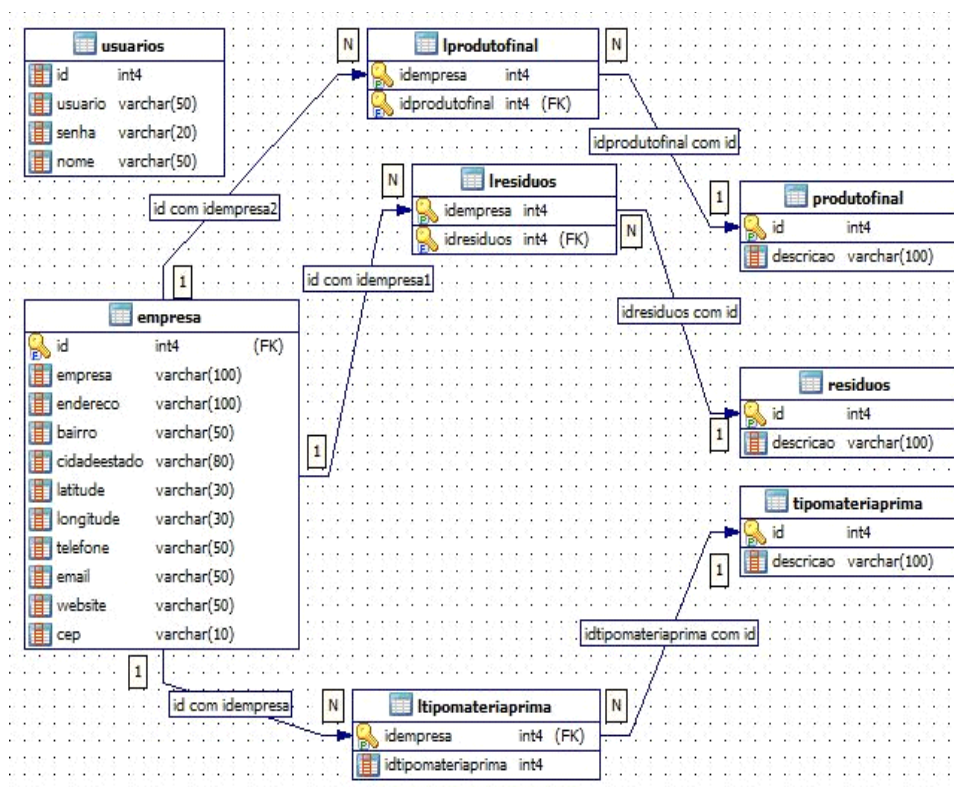 usuarios
id int4
usuario varchar(50)
senha varchar(20)
nome varchar(50)
N
lprodutofinal
idempresa int4
idprodutofinal int4 (FK)
N
idprodutofinal com id
id com idempresa2
1
N
lresiduos
idempresa int4
idresiduos int4 (FK)
N
1
produtofinal
id int4
descricao varchar(100)
id com idempresa1
idresiduos com id
1
empresa
id int4 (FK)
empresa varchar(100)
endereco varchar(100)
bairro varchar(50)
cidadeestado varchar(80)
latitude varchar(30)
longitude varchar(30)
telefone varchar(50)
email varchar(50)
website varchar(50)
cep varchar(10)
residuos
id int4
descricao varchar(100)
1
tipomateriaprima
id int4
descricao varchar(100)
1
idtipomateriaprima com id
1
id com idempresa
N
ltipomateriaprima
idempresa int4 (FK)
idtipomateriaprima int4
N